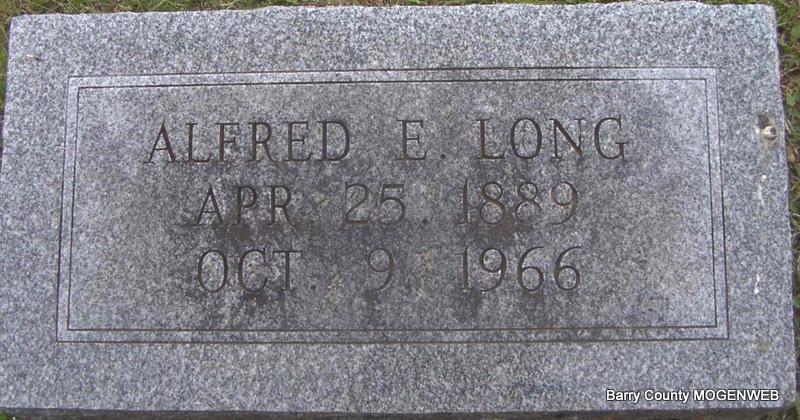 ALFRED E. LONG
APR. 25. 1889
OCT. 9. 1966
Barry County MOGENWEB